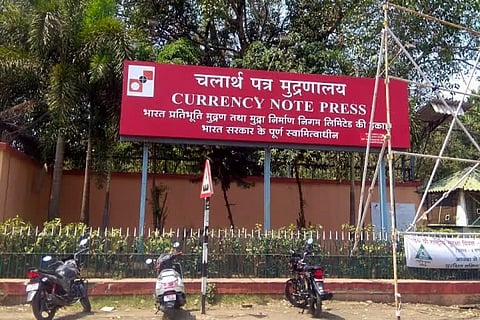 चलार्थ पत्र मुद्रणालय
CURRENCY NOTE PRESS
भारत प्रतिभूति मुद्रण तथा मुद्रा निर्माण निगम लिमिटेड की इकाई
भारत सरकार के पूर्ण स्वामित्वाधीन